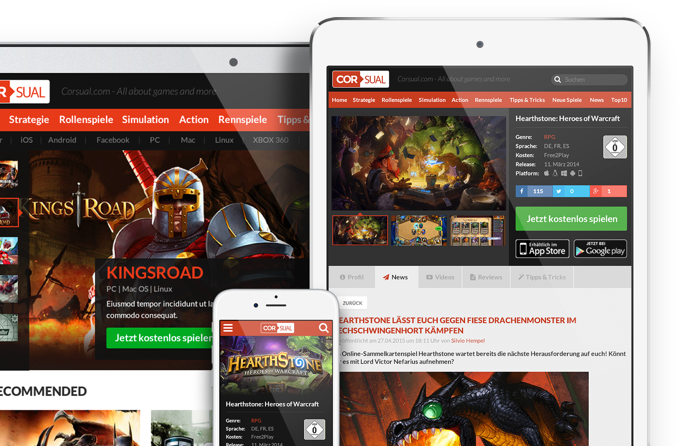 COR SUAL
Corsual.com - All about games and more
Strategie Rollenspiele Simulation Action Rennspiele Tipps &
iOS | Android | Facebook | PC | Mac | Linux | XBOX 360
KINGS ROAD
KINGSROAD
PC | Mac OS | Linux
Eiusmod tempor incididunt ut la
commodo consequat.
Jetzt kostenlos spielen
ECOMMENDED
COR SUAL
Corsual.com - All about games and more
Suchen
Home Strategie Rollenspiele Simulation Action Rennspiele Tipps & Tricks Neue Spiele News Top10
Hearthstone: Heroes of Warcraft
Genre: RPG
Sprache: DE, FR, ES
Kosten: Free2Play
Release: 11. März 2014
Platform:
0
115 0 1
Jetzt kostenlos spielen
Erhältlich im
App Store
JETZT BEI
Google play
Profil News Videos Reviews Tipps & Tricks
ZURÜCK
EARTHSTONE LÄSST EUCH GEGEN FIESE DRACHENMONSTER IM
ECHSCHWINGENHORT KÄMPFEN
öffentlicht am 27.04.2015 um 18:11 Uhr von Silvio Hempel
Online-Sammelkartenspiel Hearthstone wartet bereits die nächste Herausforderung auf euch! Könnt
es mit Lord Victor Nefarius aufnehmen?
COR SUAL
HEARTHSTONE
HEROES OF WARCRAFT
Hearthstone: Heroes of Warcraft
Genre: RPG
Sprache: DE, FR, ES
Kosten: Free2Play
Release: 11. März 2014
0